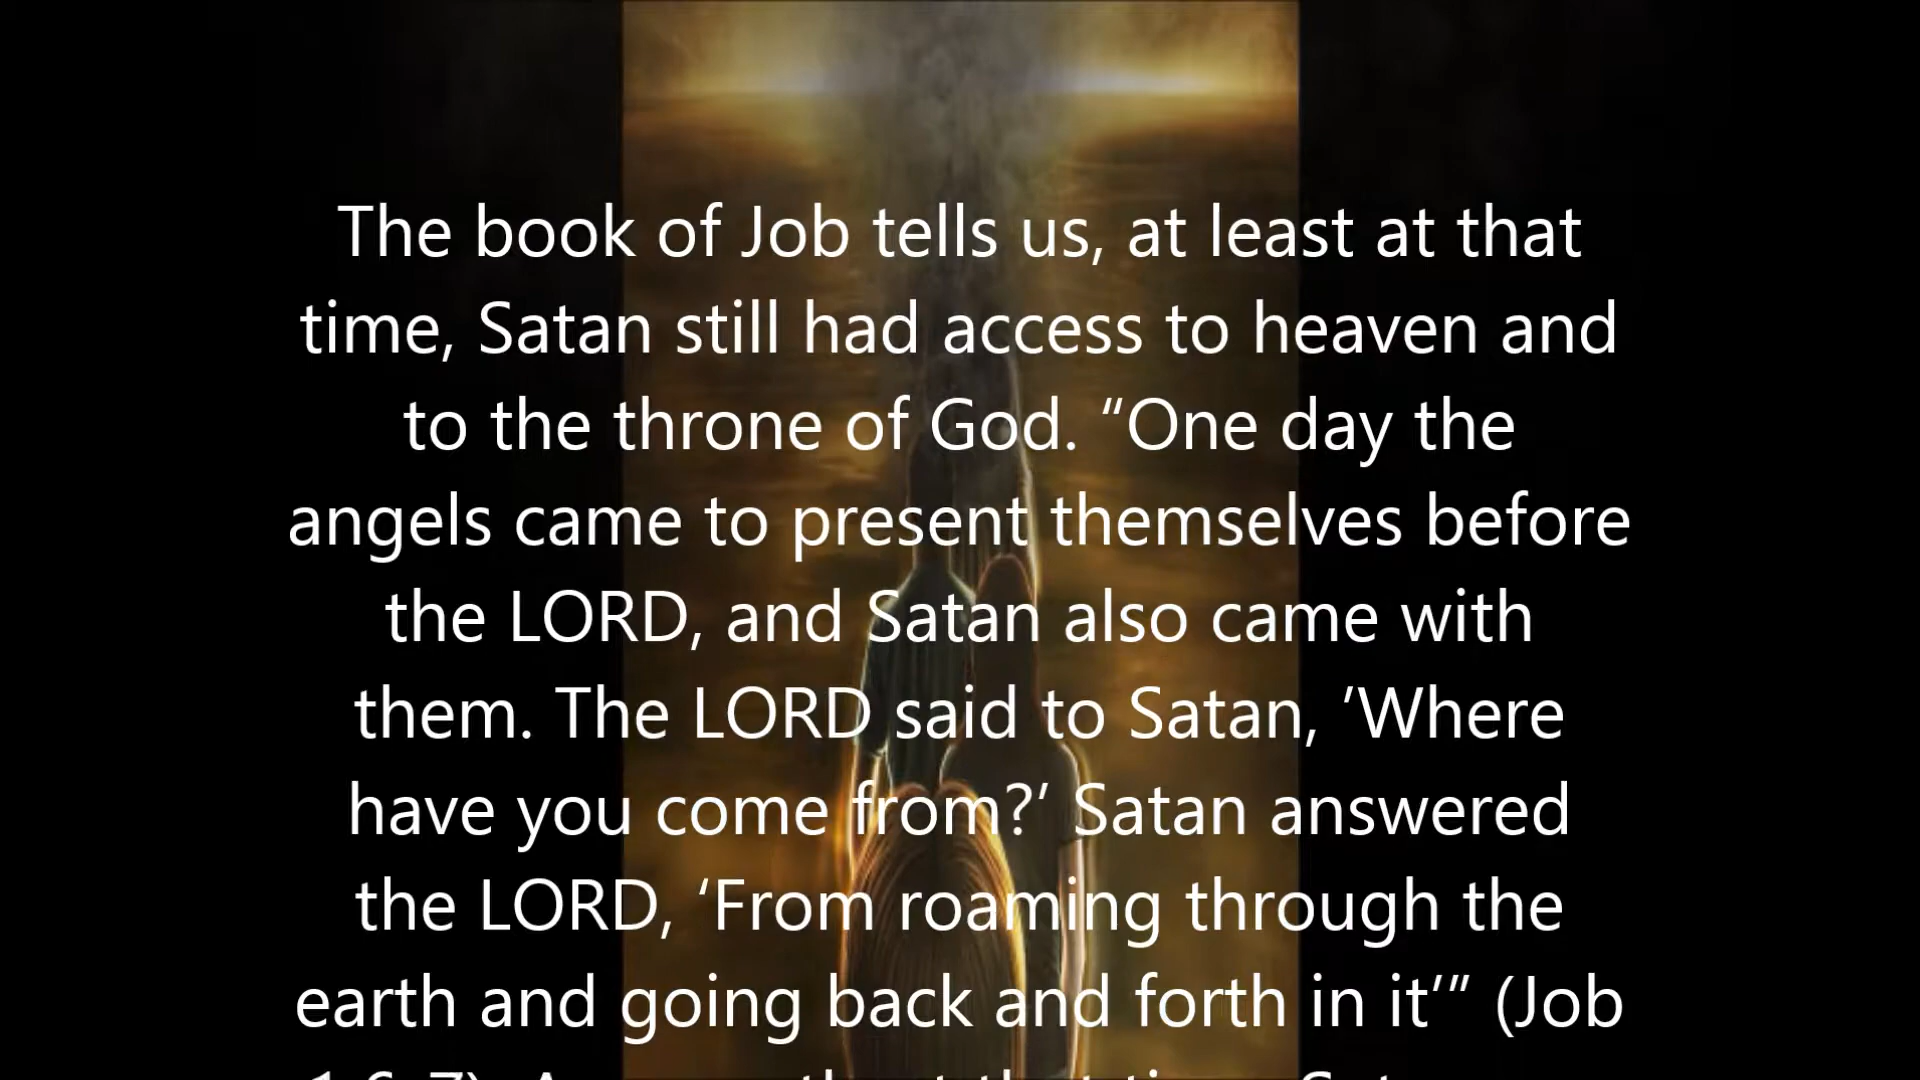 The book of Job tells us, at least at that
time, Satan still had access to heaven and
to the throne of God. “One day the
angels came to present themselves before
the LORD, and Satan also came with
them. The LORD said to Satan, ’Where
have you come from?’ Satan answered
the LORD, ‘From roaming through the
earth and going back and forth in it’” (Job